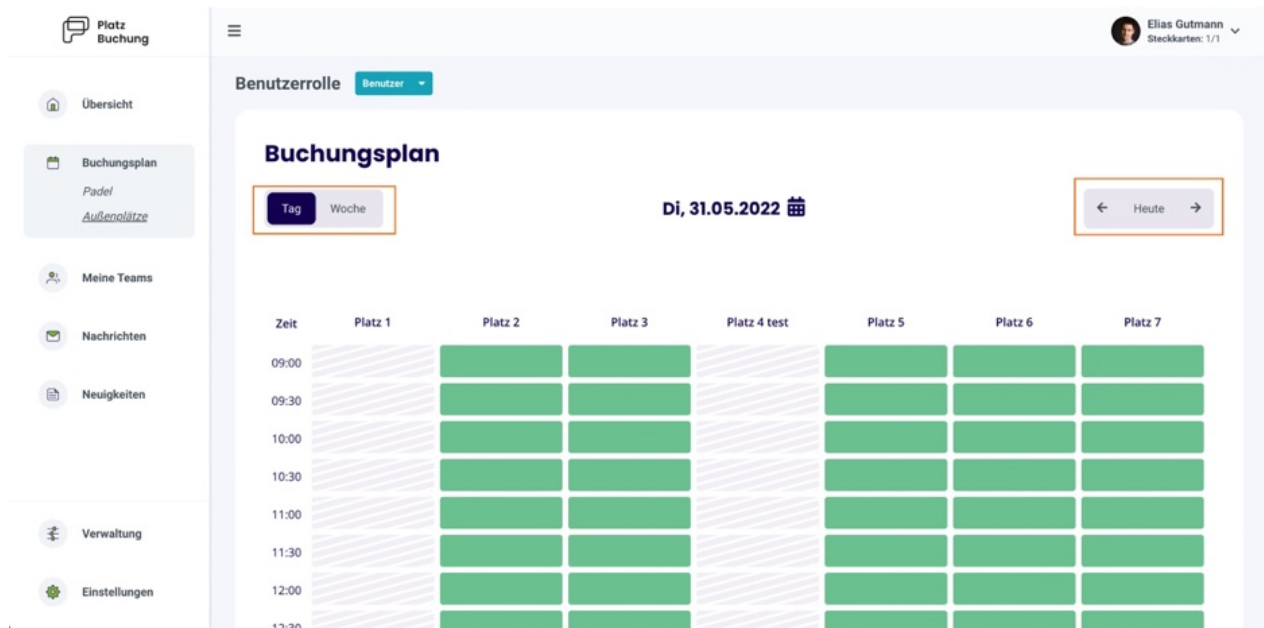 Platz
Buchung
Elias Gutmann
Steckkarten: 1/1
Benutzerrolle
Benutzer
Übersicht
Buchungsplan
Padel
Außenplätze
Meine Teams
Nachrichten
Neuigkeiten
Verwaltung
Einstellungen
Buchungsplan
Tag Woche
Di, 31.05.2022
Heute
Zeit Platz 1 Platz 2 Platz 3 Platz 4 test Platz 5 Platz 6 Platz 7
09:00
09:30
10:00
10:30
11:00
11:30
12:00
12:30